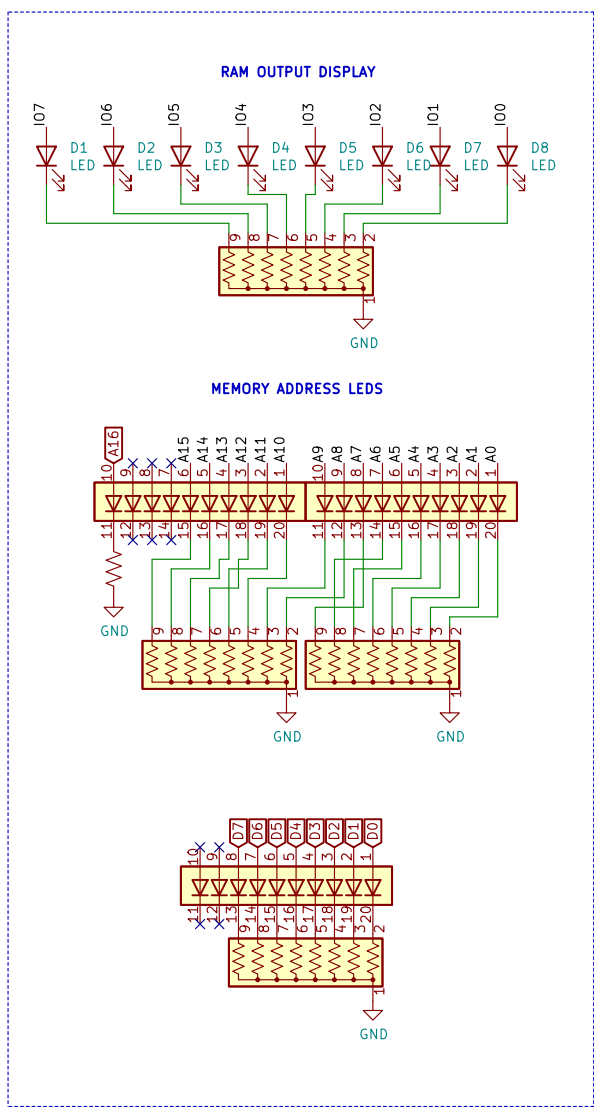 RAM OUTPUT DISPLAY
IO7 IO6 IO5 IO4 IO3 IO2 IO1 IO0
D1 D2 D3 D4 D5 D6 D7 D8
LED LED LED LED LED LED LED LED
9 8 7 6 5 4 3 2
1
GND
MEMORY ADDRESS LEDS
A16 A15 A14 A13 A12 A11 A10 A9 A8 A7 A6 A5 A4 A3 A2 A1 A0
10 9 8 7 6 5 4 3 2 1 10 9 8 7 6 5 4 3 2 1
11 12 13 14 15 16 17 18 19 20 11 12 13 14 15 16 17 18 19 20
GND
9 8 7 6 5 4 3 2 9 8 7 6 5 4 3 2
1 1
GND GND
D7 D6 D5 D4 D3 D2 D1 D0
10 9 8 7 6 5 4 3 2 1
11 12 13 14 15 16 17 18 19 20
9 8 7 6 5 4 3 2
1
GND